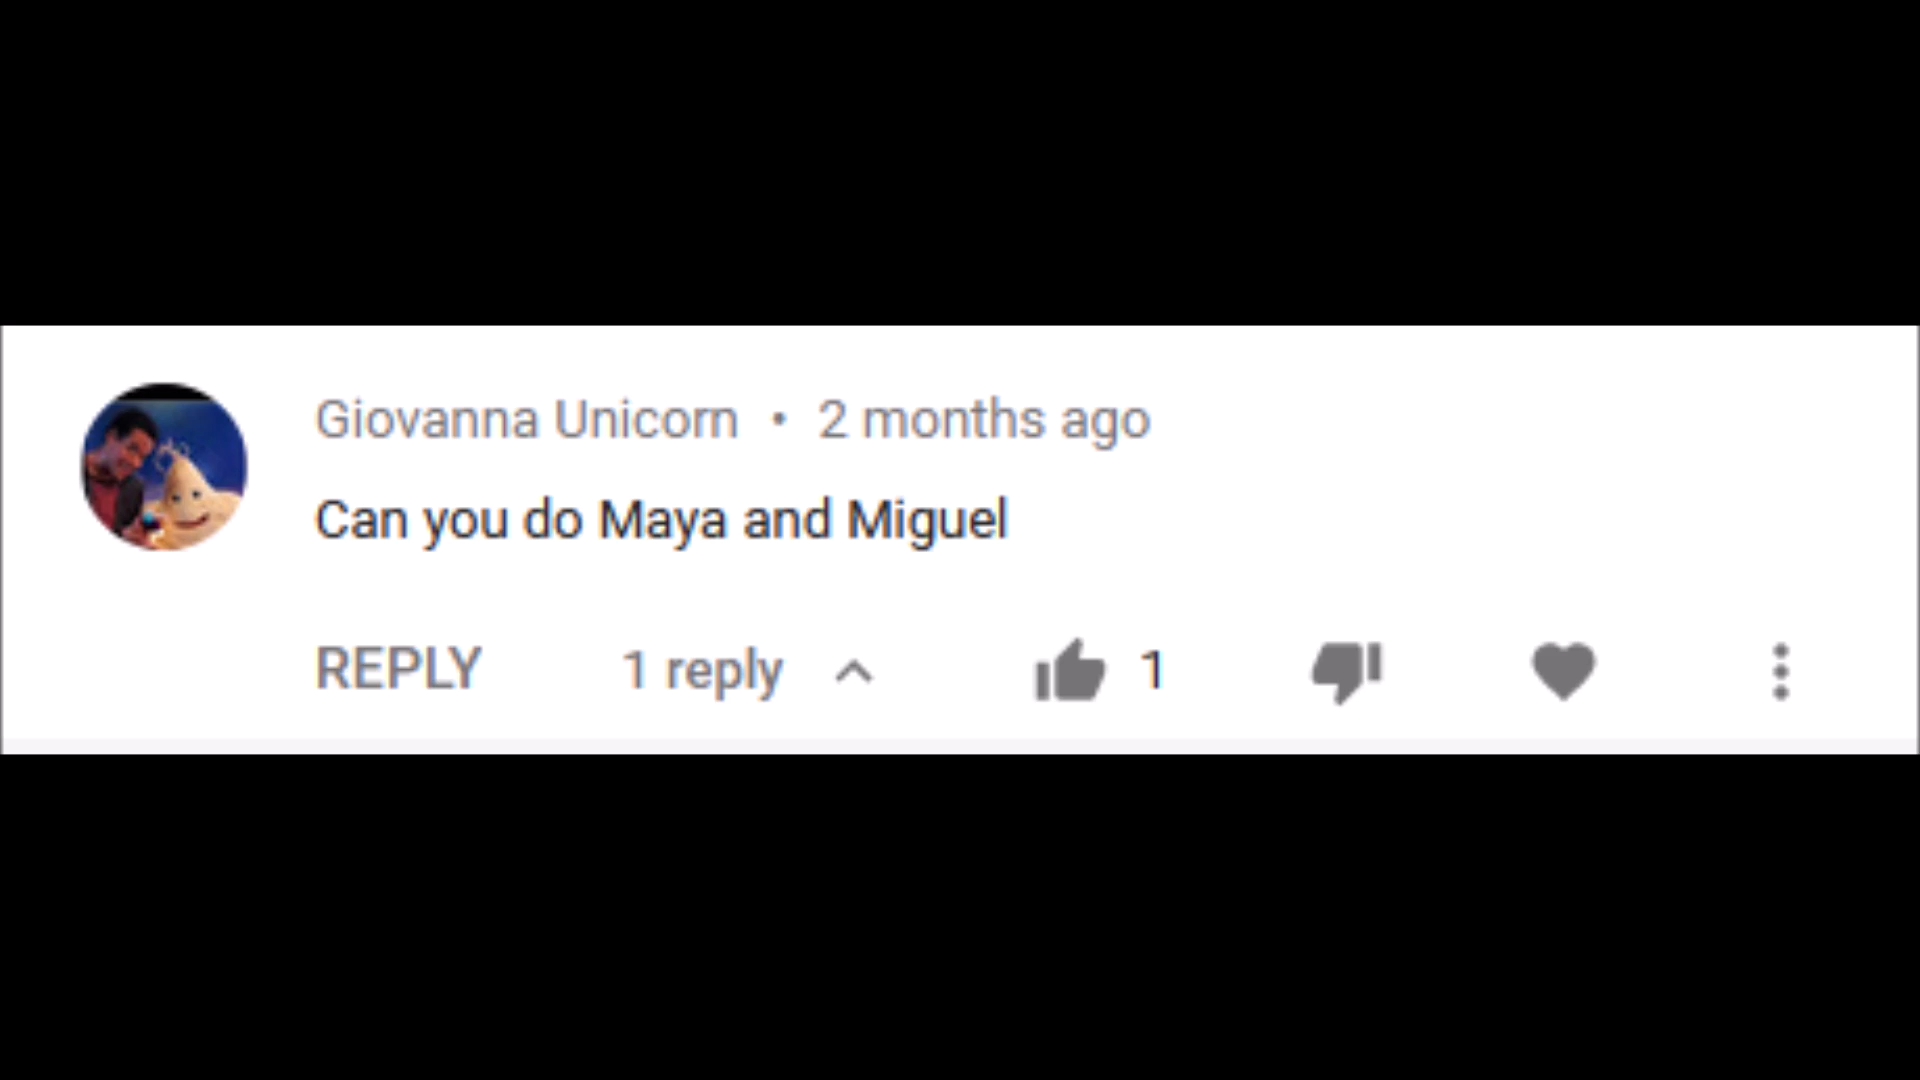 Giovanna Unicorn • 2 months ago
Can you do Maya and Miguel
REPLY 1 reply 1